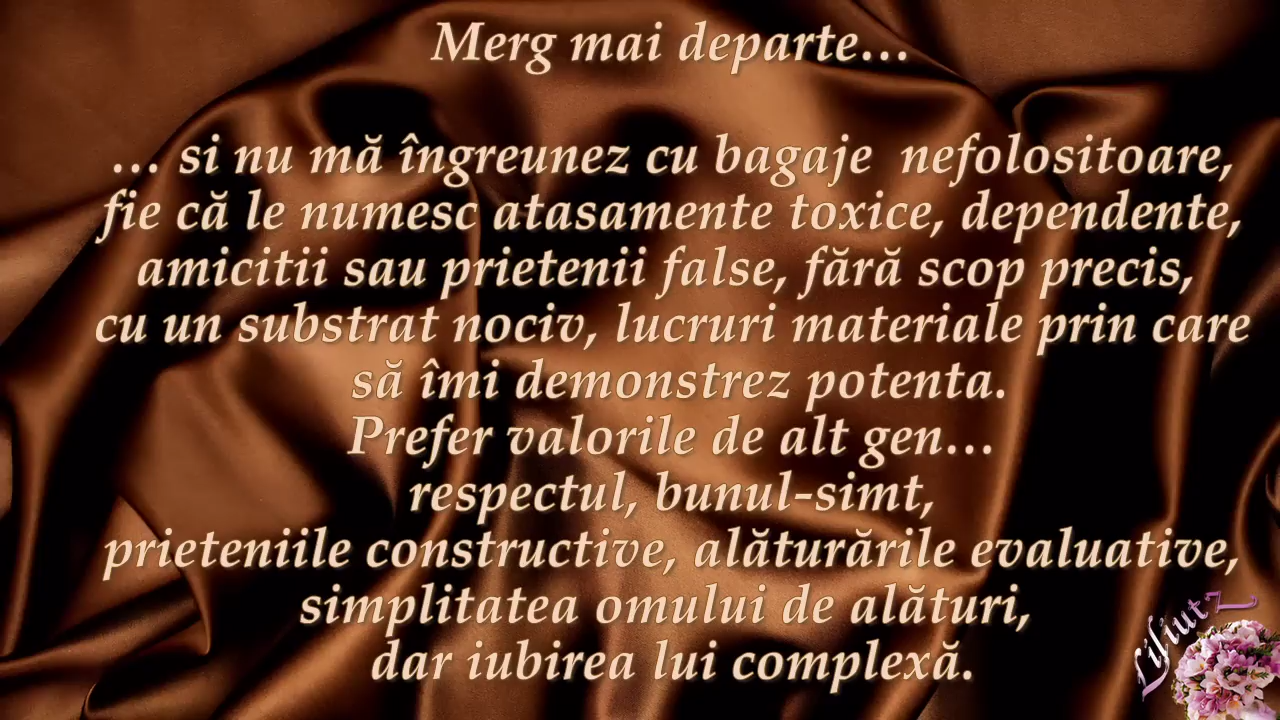 Merg mai departe...
... si nu mă îngreunez cu bagaje nefolositoare,
fie că le numesc atasamente toxice, dependente,
amicitii sau prietenii false, fără scop precis,
cu un substrat nociv, lucruri materiale prin care
să îmi demonstrez potenta.
Prefer valorile de alt gen...
respectul, bunul-simt,
prieteniile constructive, alăturările evaluative,
simplitatea omului de alături,
dar iubirea lui complexă.
LiliutZ